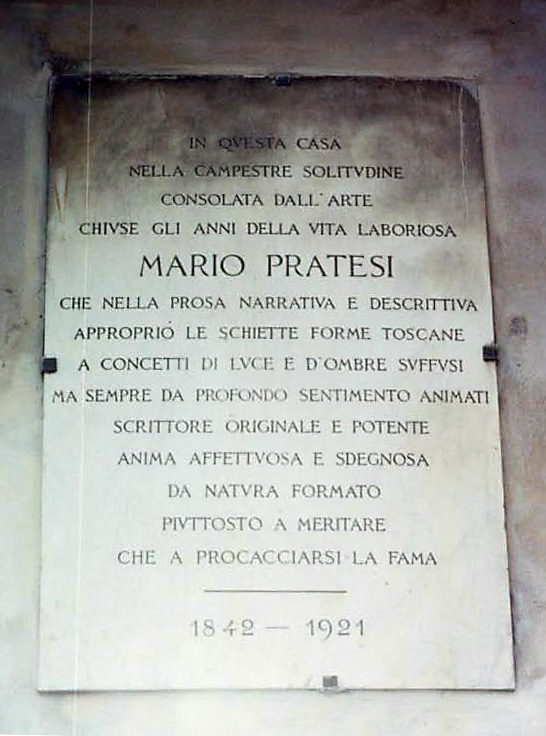 IN QVESTA CASA
NELLA CAMPESTRE SOLITVDINE
CONSOLATA DALL'ARTE
CHIVSE GLI ANNI DELLA VITA LABORIOSA
MARIO PRATESI
CHE NELLA PROSA NARRATIVA E DESCRITTIVA
APPROPRIÒ LE SCHIETTE FORME TOSCANE
A CONCETTI DI LVCE E D'OMBRE SVFFVSI
MA SEMPRE DA PROFONDO SENTIMENTO ANIMATI
SCRITTORE ORIGINALE E POTENTE
ANIMA AFFETTVOSA E SDEGNOSA
DA NATVRA FORMATO
PIVTTOSTO A MERITARE
CHE A PROCACCIARSI LA FAMA
1842 — 1921